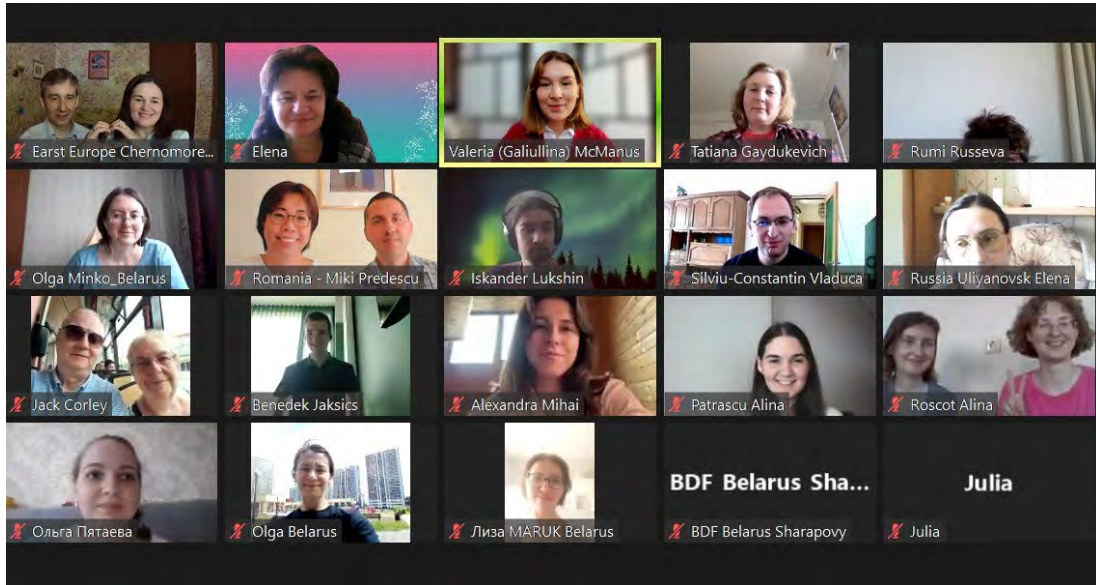 Earst Europe Chernomore...
Elena
Valeria (Galiullina) McManus
Tatiana Gaydukevich
Rumi Russeva
Olga Minko_Belarus
Romania - Miki Predescu
Iskander Lukshin
Silviu-Constantin Vladuca
Russia Uliyanovsk Elena
Jack Corley
Benedek Jaksics
Alexandra Mihai
Patrascu Alina
Roscot Alina
Ольга Пятаева
Olga Belarus
Лиза MARUK Belarus
BDF Belarus Sha...
BDF Belarus Sharapovy
Julia
Julia